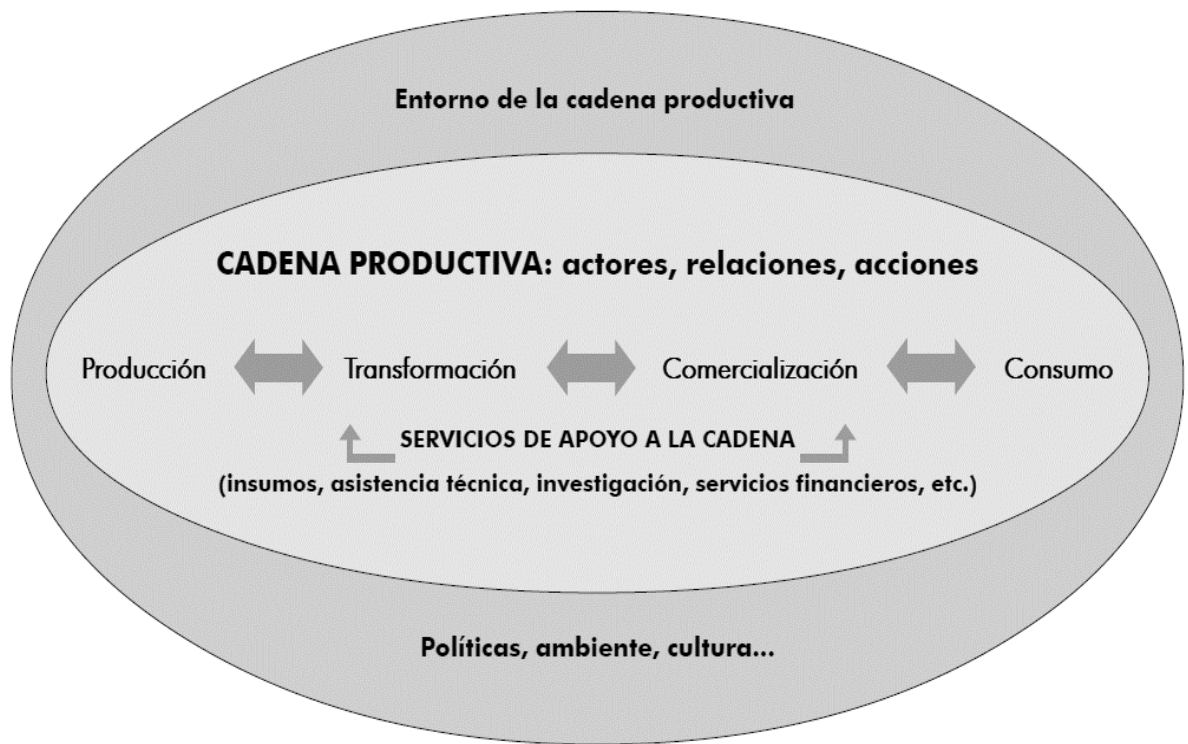 Entorno de la cadena productiva
CADENA PRODUCTIVA: actores, relaciones, acciones
Producción Transformación Comercialización Consumo
SERVICIOS DE APOYO A LA CADENA
(insumos, asistencia técnica, investigación, servicios financieros, etc.)
Políticas, ambiente, cultura...